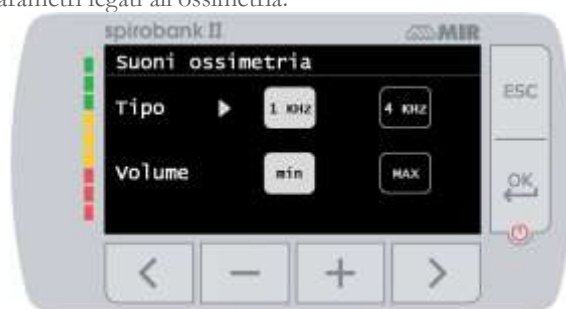 parametri legati all'ossimetria.
spirobank II MIR
Suoni ossimetria
Tipo 1 KHZ 4 KHZ
Volume min MAX
ESC
OK